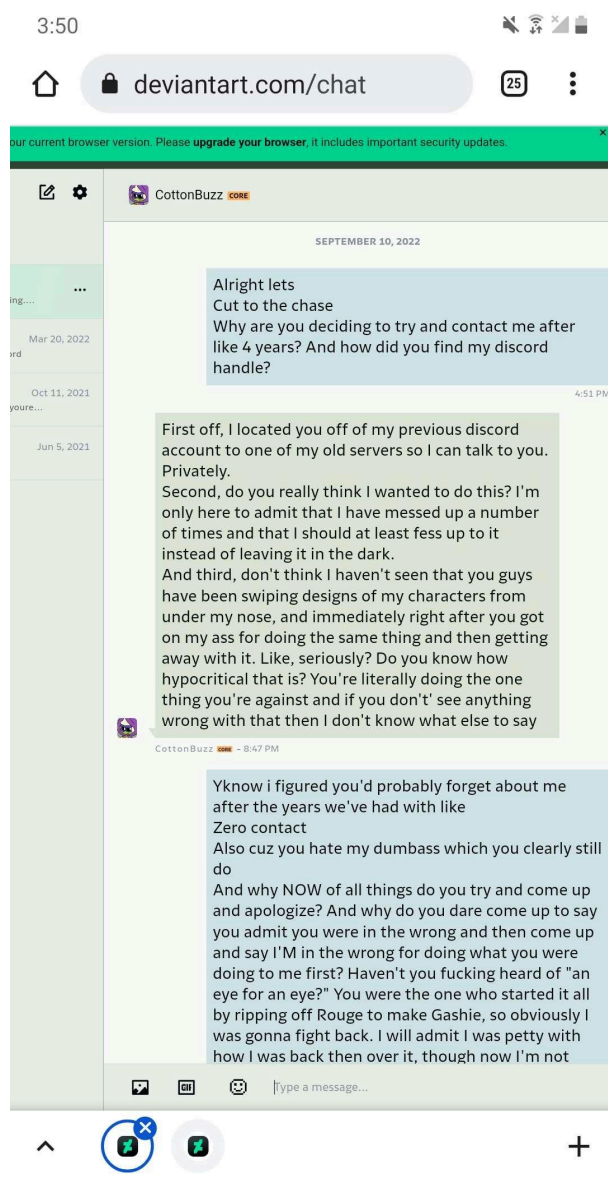 3:50
deviantart.com/chat
25
our current browser version. Please upgrade your browser, it includes important security updates.
×
CottonBuzz CORE
SEPTEMBER 10, 2022
ing....
Mar 20, 2022
ord
Oct 11, 2021
youre...
Jun 5, 2021
Alright lets
Cut to the chase
Why are you deciding to try and contact me after
like 4 years? And how did you find my discord
handle?
4:51 PM
First off, I located you off of my previous discord
account to one of my old servers so I can talk to you.
Privately.
Second, do you really think I wanted to do this? I'm
only here to admit that I have messed up a number
of times and that I should at least fess up to it
instead of leaving it in the dark.
And third, don't think I haven't seen that you guys
have been swiping designs of my characters from
under my nose, and immediately right after you got
on my ass for doing the same thing and then getting
away with it. Like, seriously? Do you know how
hypocritical that is? You're literally doing the one
thing you're against and if you don't' see anything
wrong with that then I don't know what else to say
CottonBuzz CORE - 8:47 PM
Yknow i figured you'd probably forget about me
after the years we've had with like
Zero contact
Also cuz you hate my dumbass which you clearly still
do
And why NOW of all things do you try and come up
and apologize? And why do you dare come up to say
you admit you were in the wrong and then come up
and say I'M in the wrong for doing what you were
doing to me first? Haven't you fucking heard of "an
eye for an eye?" You were the one who started it all
by ripping off Rouge to make Gashie, so obviously I
was gonna fight back. I will admit I was petty with
how I was back then over it, though now I'm not
GIF
Type a message...